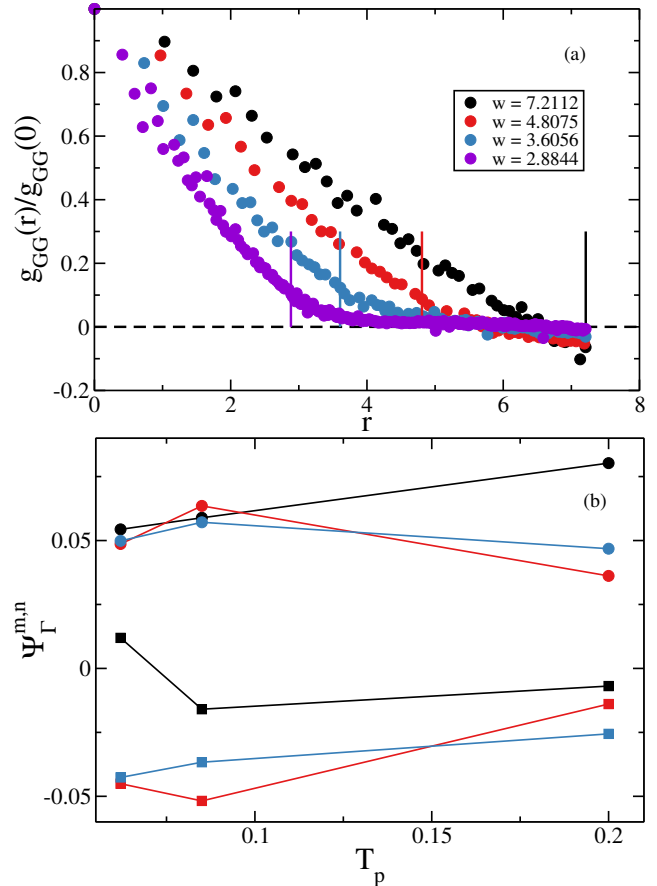 (a)
w = 7.2112
w = 4.8075
w = 3.6056
w = 2.8844
g_GG(r)/g_GG(0)
0.8
0.6
0.4
0.2
0
-0.2
0 2 4 6 8
r
(b)
Ψ_Γ^m,n
0.05
0
-0.05
0.1 0.15 0.2
T_p